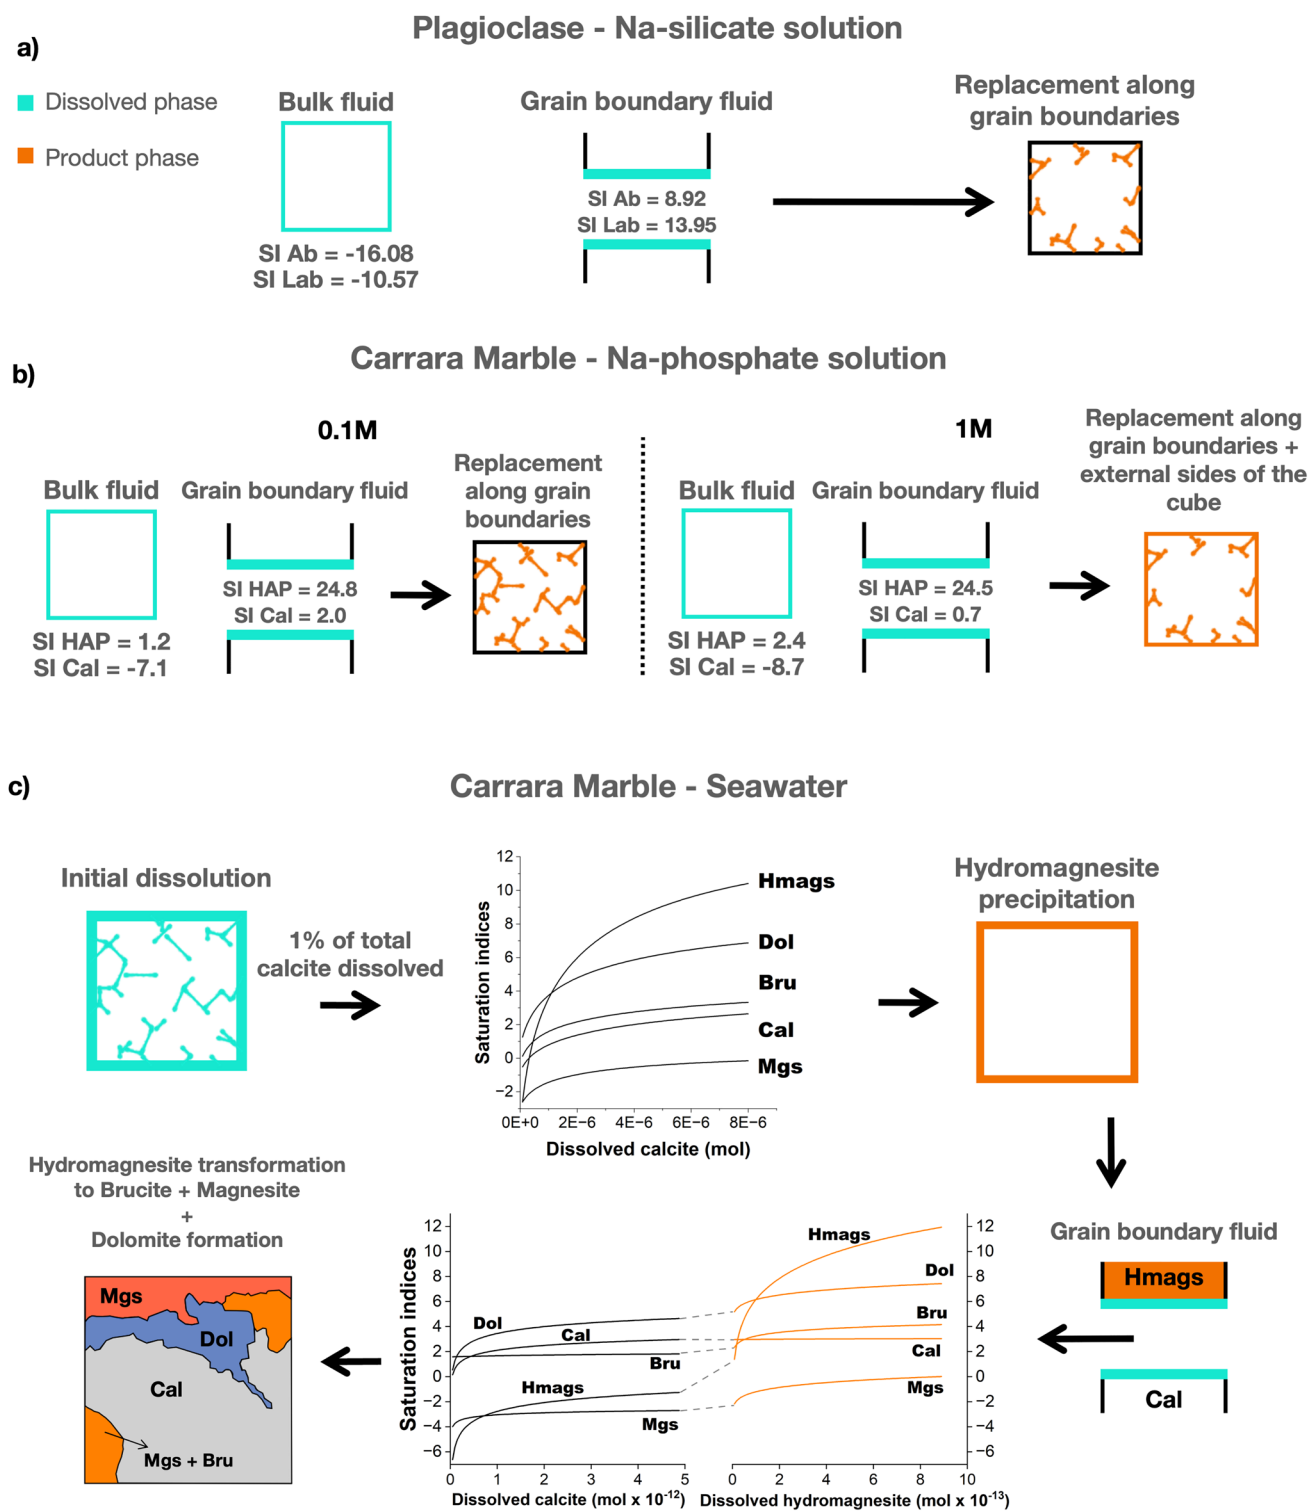 Plagioclase - Na-silicate solution
a)
Dissolved phase
Product phase
Bulk fluid
SI Ab = -16.08
SI Lab = -10.57
Grain boundary fluid
SI Ab = 8.92
SI Lab = 13.95
Replacement along
grain boundaries
Carrara Marble - Na-phosphate solution
b)
0.1M
Bulk fluid
SI HAP = 1.2
SI Cal = -7.1
Grain boundary fluid
SI HAP = 24.8
SI Cal = 2.0
Replacement
along grain
boundaries
1M
Bulk fluid
SI HAP = 2.4
SI Cal = -8.7
Grain boundary fluid
SI HAP = 24.5
SI Cal = 0.7
Replacement along
grain boundaries +
external sides of the
cube
c)
Carrara Marble - Seawater
Initial dissolution
1% of total
calcite dissolved
Saturation indices
12
10
8
6
4
2
0
−2
Hmags
Dol
Bru
Cal
Mgs
0E+0 2E−6 4E−6 6E−6 8E−6
Dissolved calcite (mol)
Hydromagnesite
precipitation
Grain boundary fluid
Hmags
Cal
Saturation indices
12
10
8
6
4
2
0
−2
−4
−6
Dol
Cal
Bru
Hmags
Mgs
0 1 2 3 4 5
Dissolved calcite (mol x 10-12)
Hmags
Dol
Bru
Cal
Mgs
12
10
8
6
4
2
0
−2
−4
−6
0 2 4 6 8 10
Dissolved hydromagnesite (mol x 10-13)
Hydromagnesite transformation
to Brucite + Magnesite
+
Dolomite formation
Mgs
Dol
Cal
Mgs + Bru